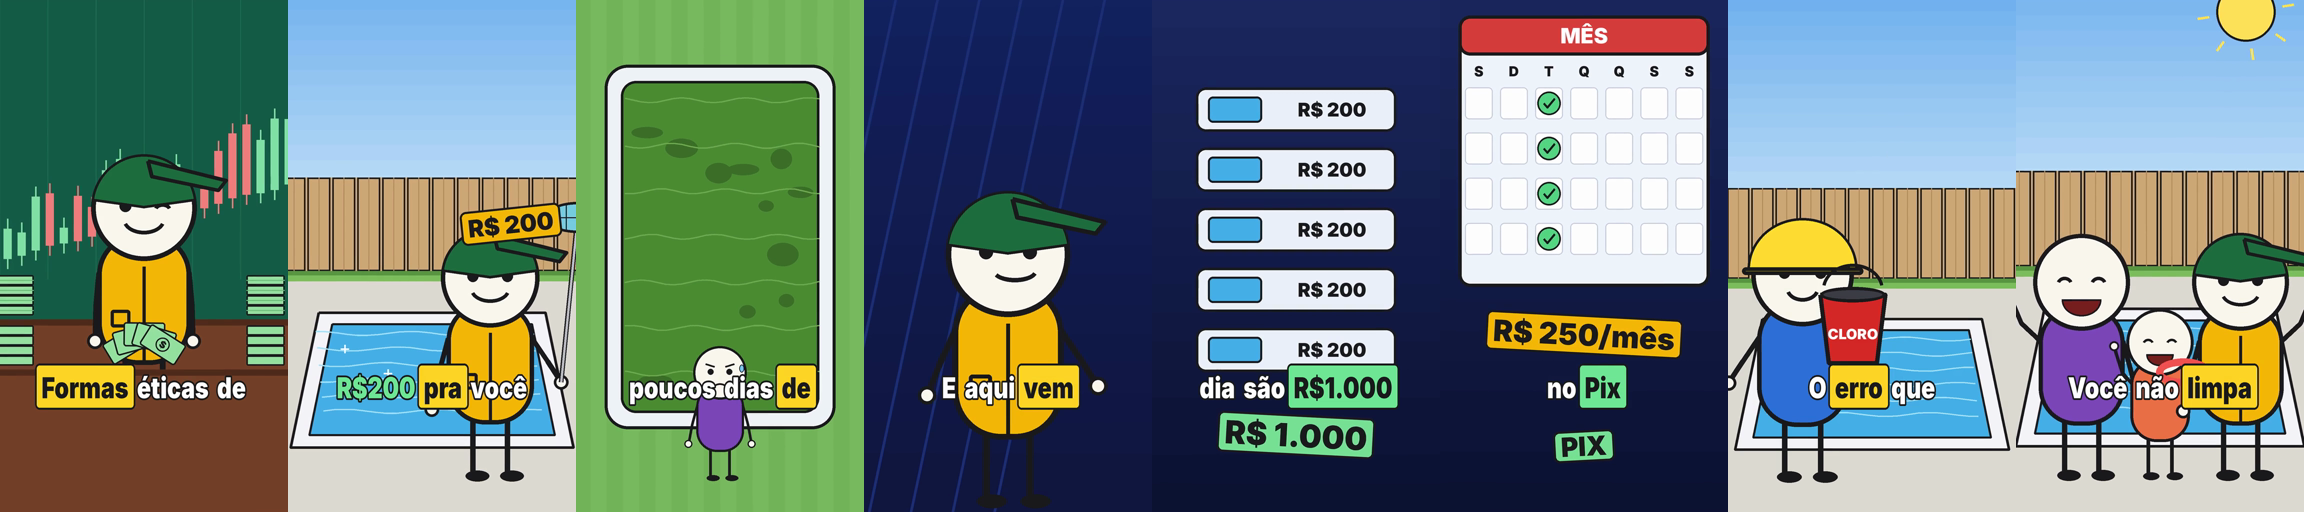 Formas éticas de
R$ 200
R$200 pra você
poucos dias de
E aqui vem
R$ 200
R$ 200
R$ 200
R$ 200
R$ 200
dia são R$1.000
R$ 1.000
MÊS
S D T Q Q S S
R$ 250/mês
no Pix
PIX
CLORO
O erro que
Você não limpa